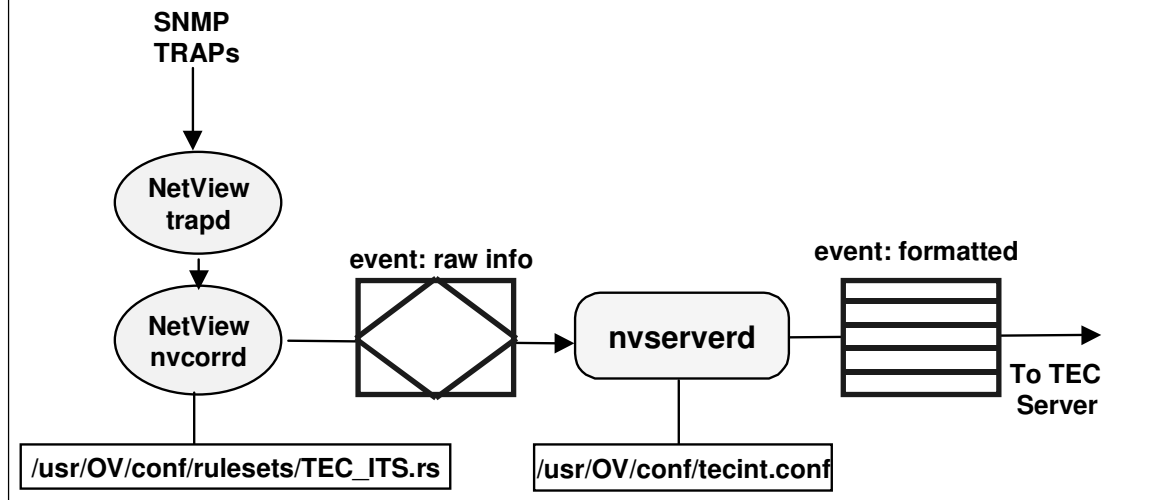 SNMP
TRAPs
NetView
trapd
event: raw info
event: formatted
NetView
nvcorrd
nvserverd
To TEC
Server
/usr/OV/conf/rulesets/TEC_ITS.rs
/usr/OV/conf/tecint.conf